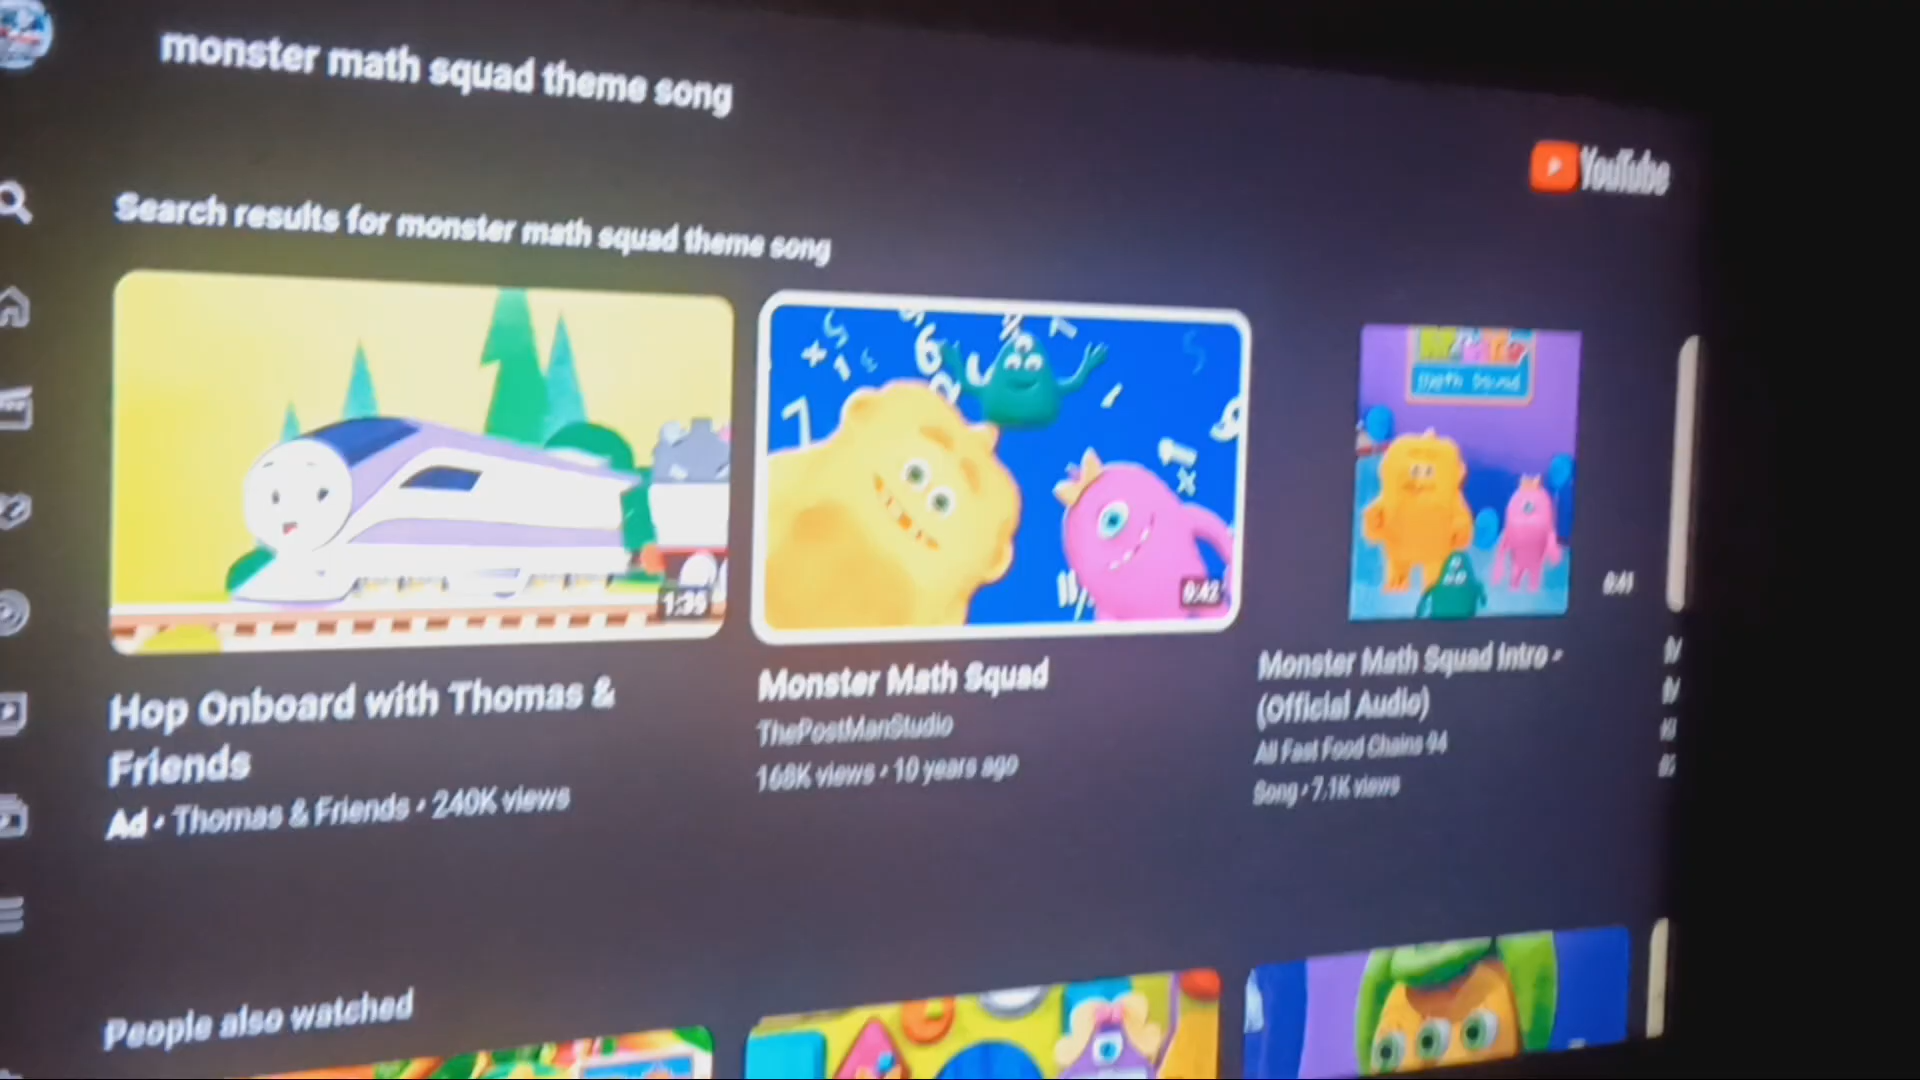 monster math squad theme song
YouTube
Search results for monster math squad theme song
1:39
0:42
Math Squad
Hop Onboard with Thomas &
Friends
Ad • Thomas & Friends • 240K views
Monster Math Squad
ThePostManStudio
168K views • 10 years ago
Monster Math Squad Intro -
(Official Audio)
All Fast Food Chains 94
Song • 7.1K views
People also watched